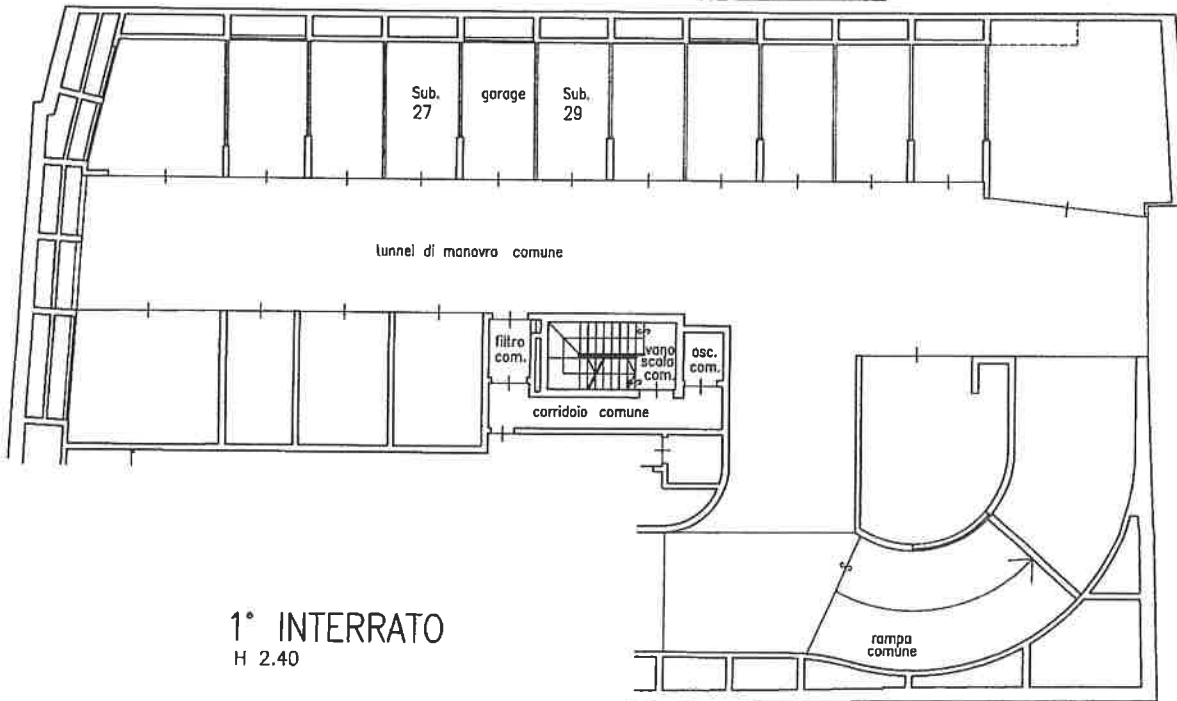 Sub.
27
garage
Sub.
29
tunnel di manovra comune
filtro
com.
vano
scala
com.
asc.
com.
corridoio comune
rampa
comune
1° INTERRATO
H 2.40